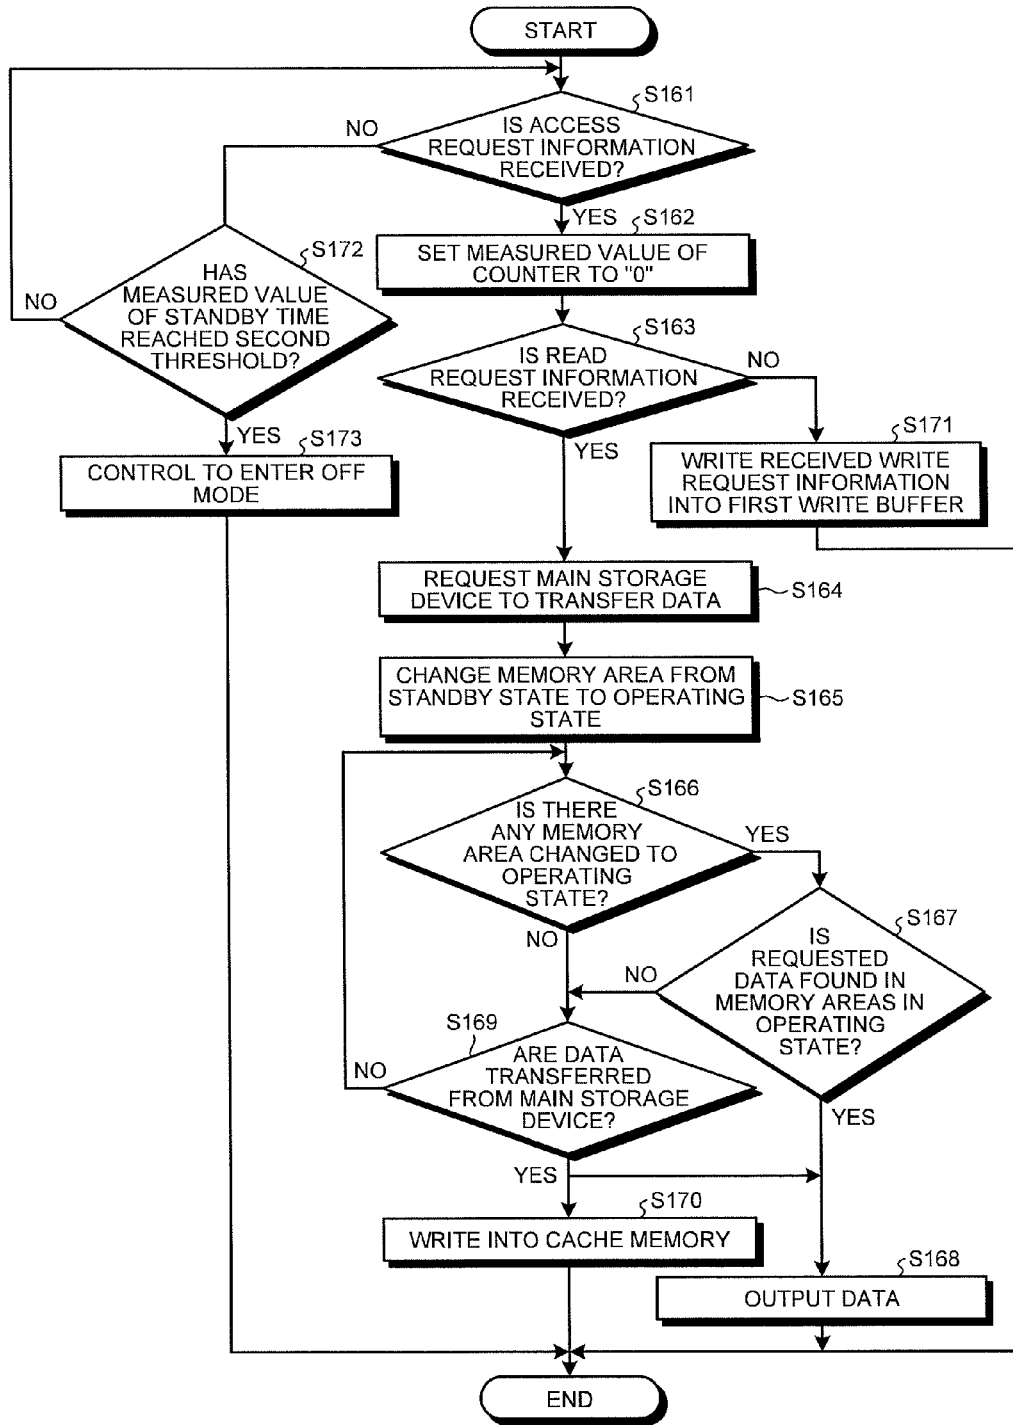 START
S161
NO
IS ACCESS
REQUEST INFORMATION
RECEIVED?
YES
S162
SET MEASURED VALUE OF
COUNTER TO "0"
S172
HAS
MEASURED VALUE
OF STANDBY TIME
REACHED SECOND
THRESHOLD?
NO
S163
IS READ
REQUEST INFORMATION
RECEIVED?
NO
YES
YES
S173
CONTROL TO ENTER OFF
MODE
S171
WRITE RECEIVED WRITE
REQUEST INFORMATION
INTO FIRST WRITE BUFFER
REQUEST MAIN STORAGE
DEVICE TO TRANSFER DATA
S164
CHANGE MEMORY AREA FROM
STANDBY STATE TO OPERATING
STATE
S165
S166
IS THERE
ANY MEMORY
AREA CHANGED TO
OPERATING
STATE?
YES
NO
S167
IS
REQUESTED
DATA FOUND IN
MEMORY AREAS IN
OPERATING
STATE?
NO
YES
S169
ARE DATA
TRANSFERRED
FROM MAIN STORAGE
DEVICE?
NO
YES
S170
WRITE INTO CACHE MEMORY
S168
OUTPUT DATA
END